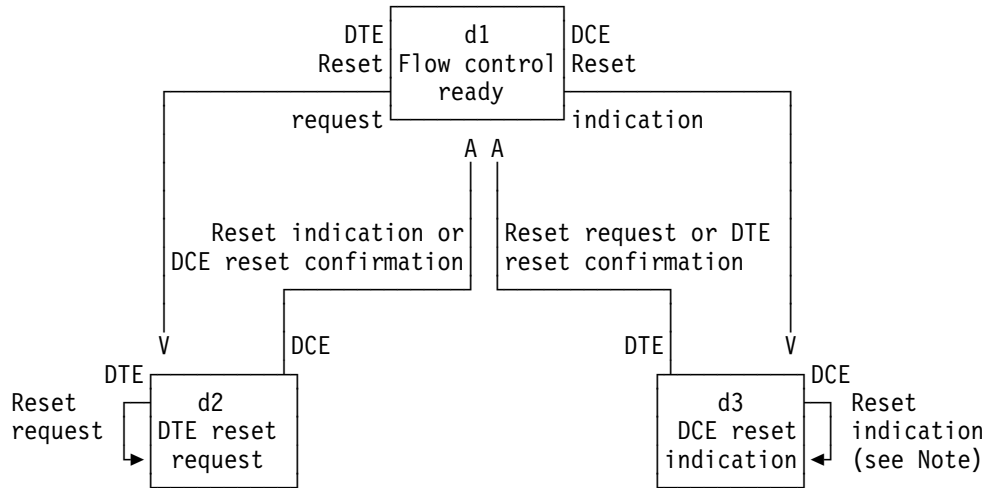 DTE
Reset
request
d1
Flow control
ready
DCE
Reset
indication
A A
Reset indication or
DCE reset confirmation
Reset request or DTE
reset confirmation
V
DCE
DTE
V
DTE
Reset
request
d2
DTE reset
request
d3
DCE reset
indication
DCE
Reset
indication
(see Note)